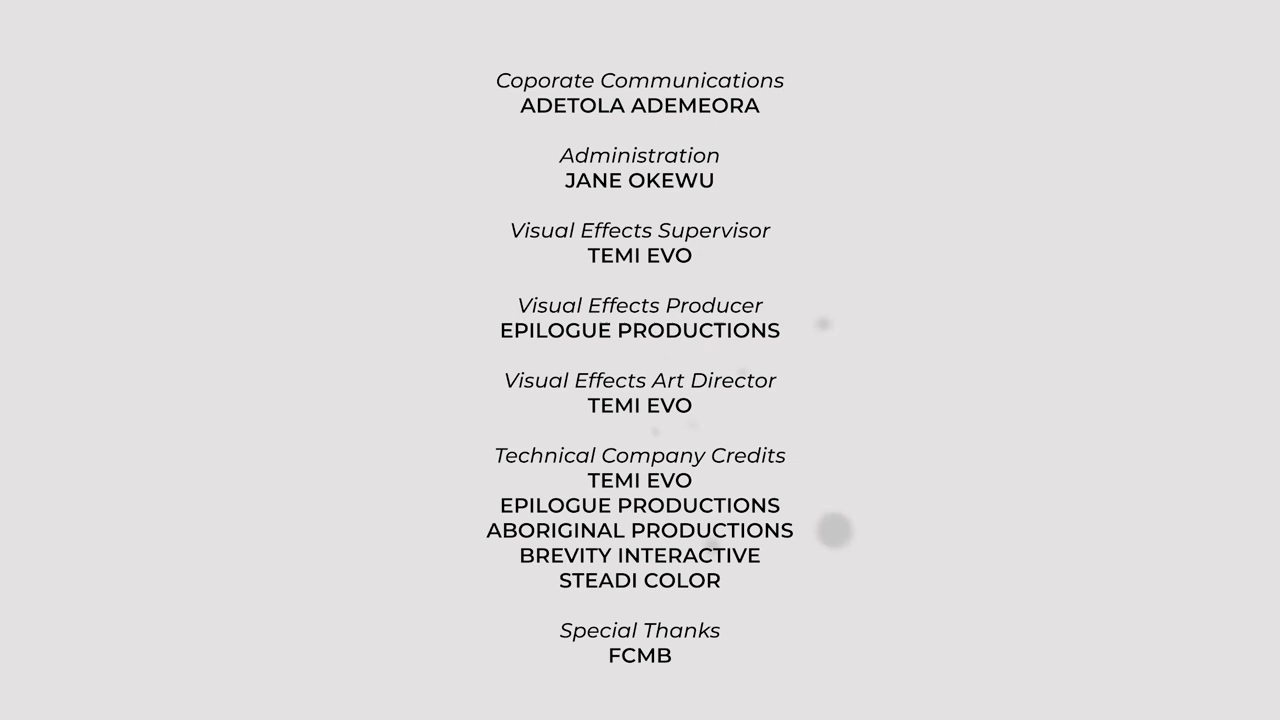 Coporate Communications
ADETOLA ADEMEORA
Administration
JANE OKEWU
Visual Effects Supervisor
TEMI EVO
Visual Effects Producer
EPILOGUE PRODUCTIONS
Visual Effects Art Director
TEMI EVO
Technical Company Credits
TEMI EVO
EPILOGUE PRODUCTIONS
ABORIGINAL PRODUCTIONS
BREVITY INTERACTIVE
STEADI COLOR
Special Thanks
FCMB